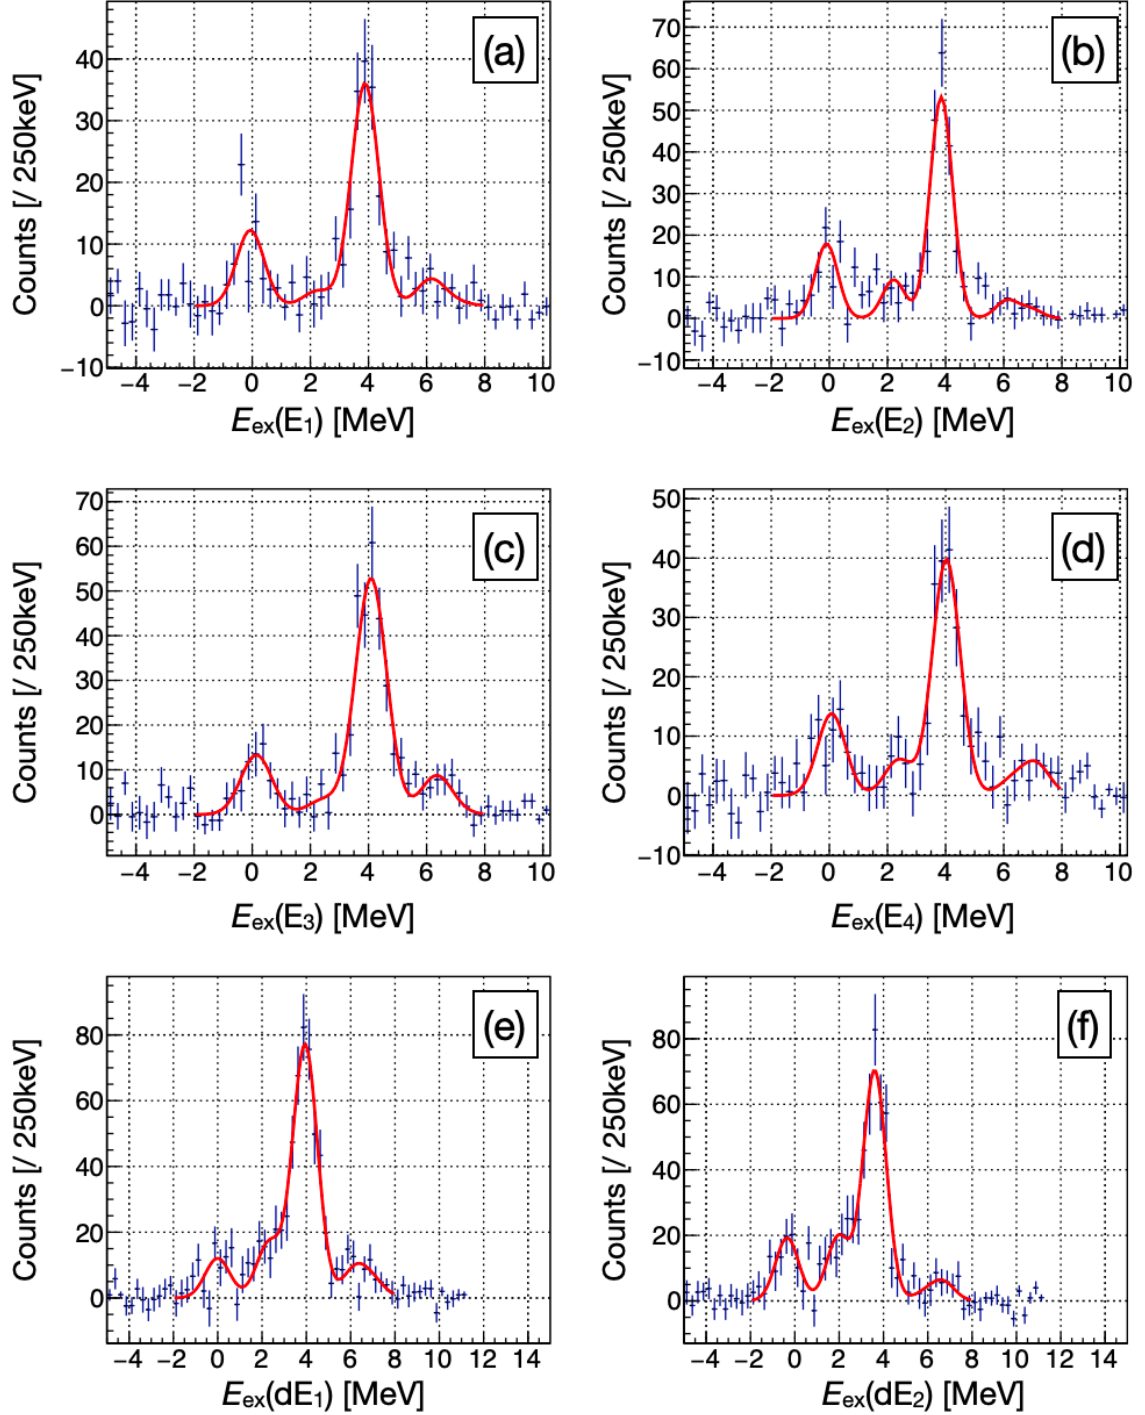 (a)
Counts [/ 250keV]
40
30
20
10
0
−10
−4 −2 0 2 4 6 8 10
Eex(E1) [MeV]
(b)
Counts [/ 250keV]
70
60
50
40
30
20
10
0
−10
−4 −2 0 2 4 6 8 10
Eex(E2) [MeV]
(c)
Counts [/ 250keV]
70
60
50
40
30
20
10
0
−4 −2 0 2 4 6 8 10
Eex(E3) [MeV]
(d)
Counts [/ 250keV]
50
40
30
20
10
0
−10
−4 −2 0 2 4 6 8 10
Eex(E4) [MeV]
(e)
Counts [/ 250keV]
80
60
40
20
0
−4 −2 0 2 4 6 8 10 12 14
Eex(dE1) [MeV]
(f)
Counts [/ 250keV]
80
60
40
20
0
−4 −2 0 2 4 6 8 10 12 14
Eex(dE2) [MeV]